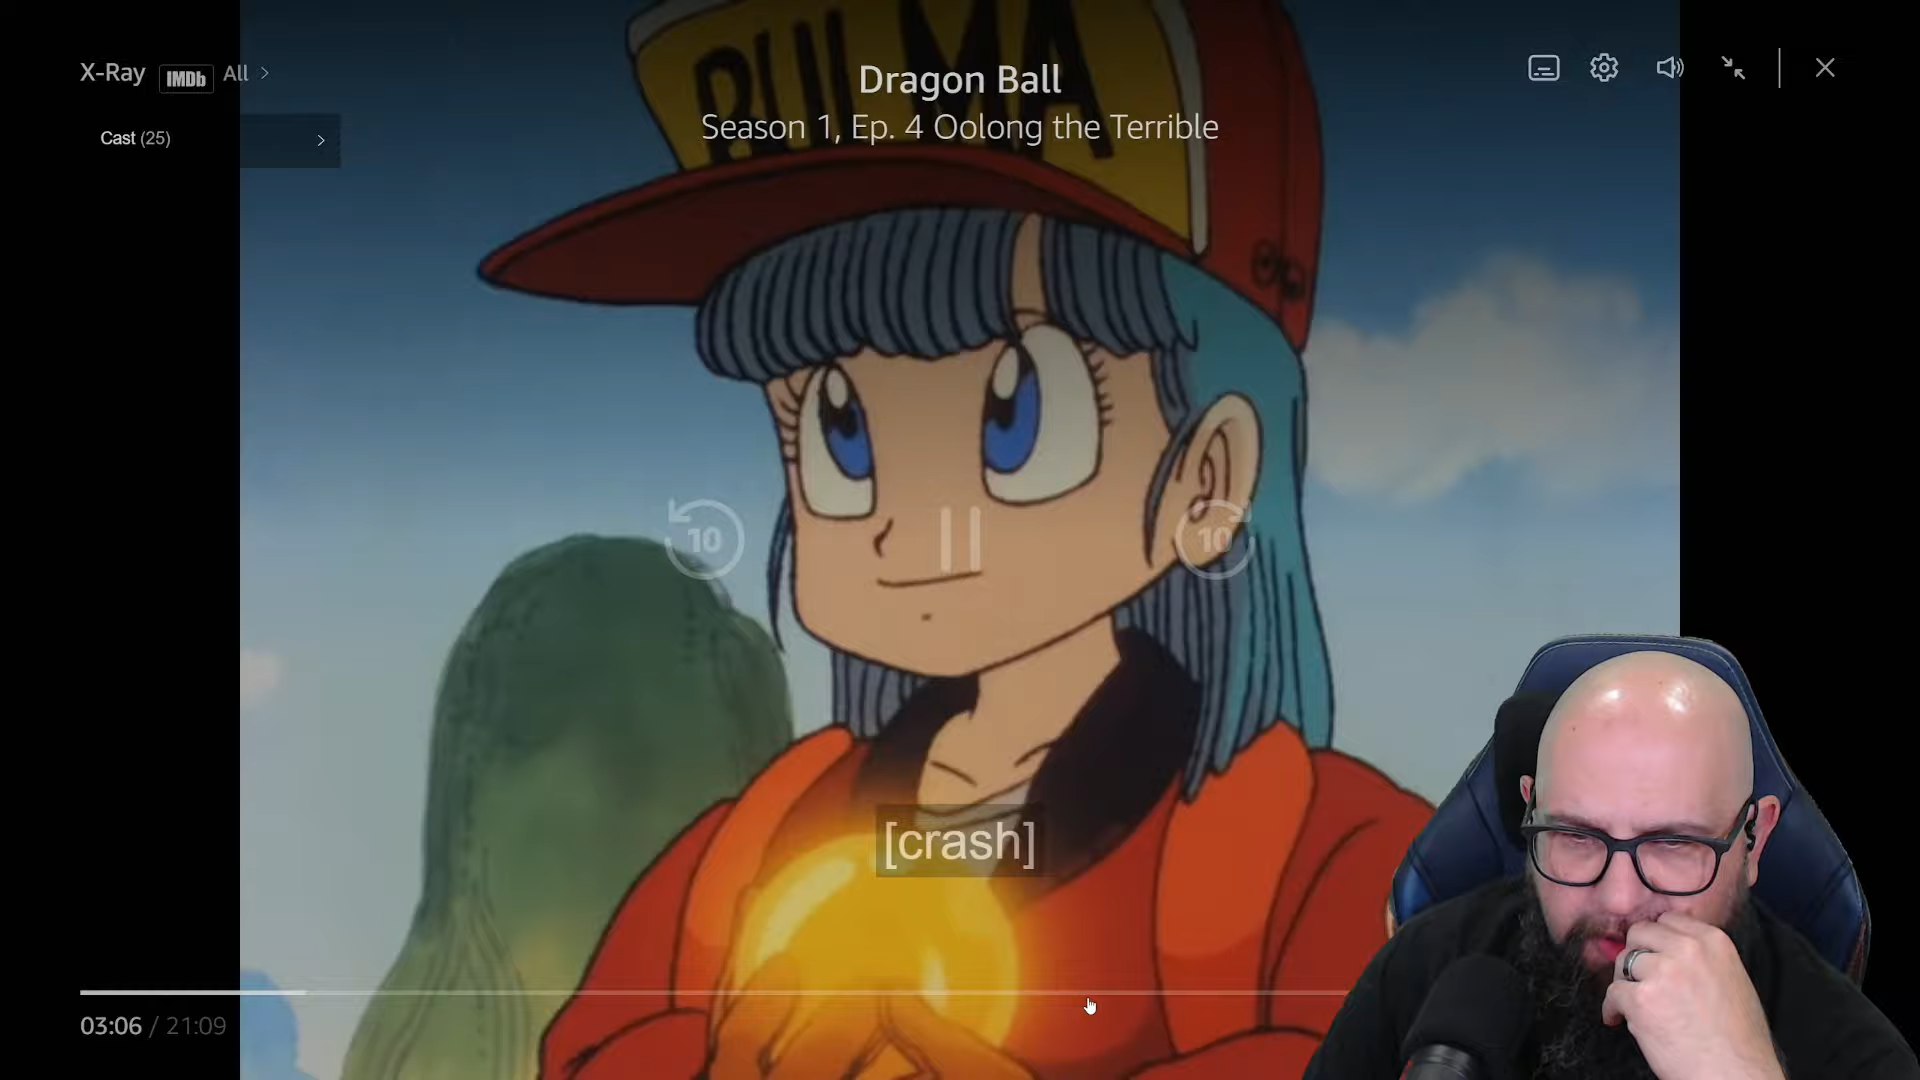 X-Ray IMDb All
Dragon Ball
Season 1, Ep. 4 Oolong the Terrible
Cast (25)
BULMA
10
10
[crash]
03:06 / 21:09